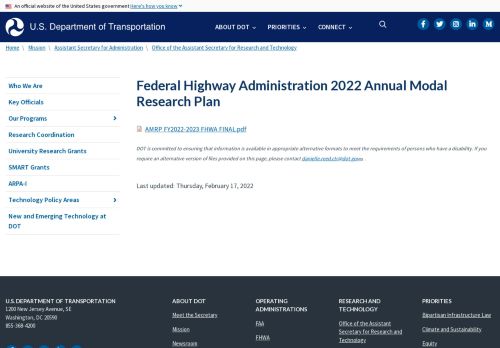 An official website of the United States government Here's how you know
U.S. Department of Transportation
ABOUT DOT
PRIORITIES
CONNECT
Home \ Mission \ Assistant Secretary for Administration \ Office of the Assistant Secretary for Research and Technology
Who We Are
Key Officials
Our Programs
Research Coordination
University Research Grants
SMART Grants
ARPA-I
Technology Policy Areas
New and Emerging Technology at
DOT
Federal Highway Administration 2022 Annual Modal
Research Plan
AMRP FY2022-2023 FHWA FINAL.pdf
DOT is committed to ensuring that information is available in appropriate alternative formats to meet the requirements of persons who have a disability. If you
require an alternative version of files provided on this page, please contact
Last updated: Thursday, February 17, 2022
U.S. DEPARTMENT OF TRANSPORTATION
1200 New Jersey Avenue, SE
Washington, DC 20590
855-368-4200
ABOUT DOT
Meet the Secretary
Mission
Newsroom
OPERATING
ADMINISTRATIONS
FAA
FHWA
RESEARCH AND
TECHNOLOGY
Office of the Assistant
Secretary for Research and
Technology
PRIORITIES
Bipartisan Infrastructure Law
Climate and Sustainability
Equity